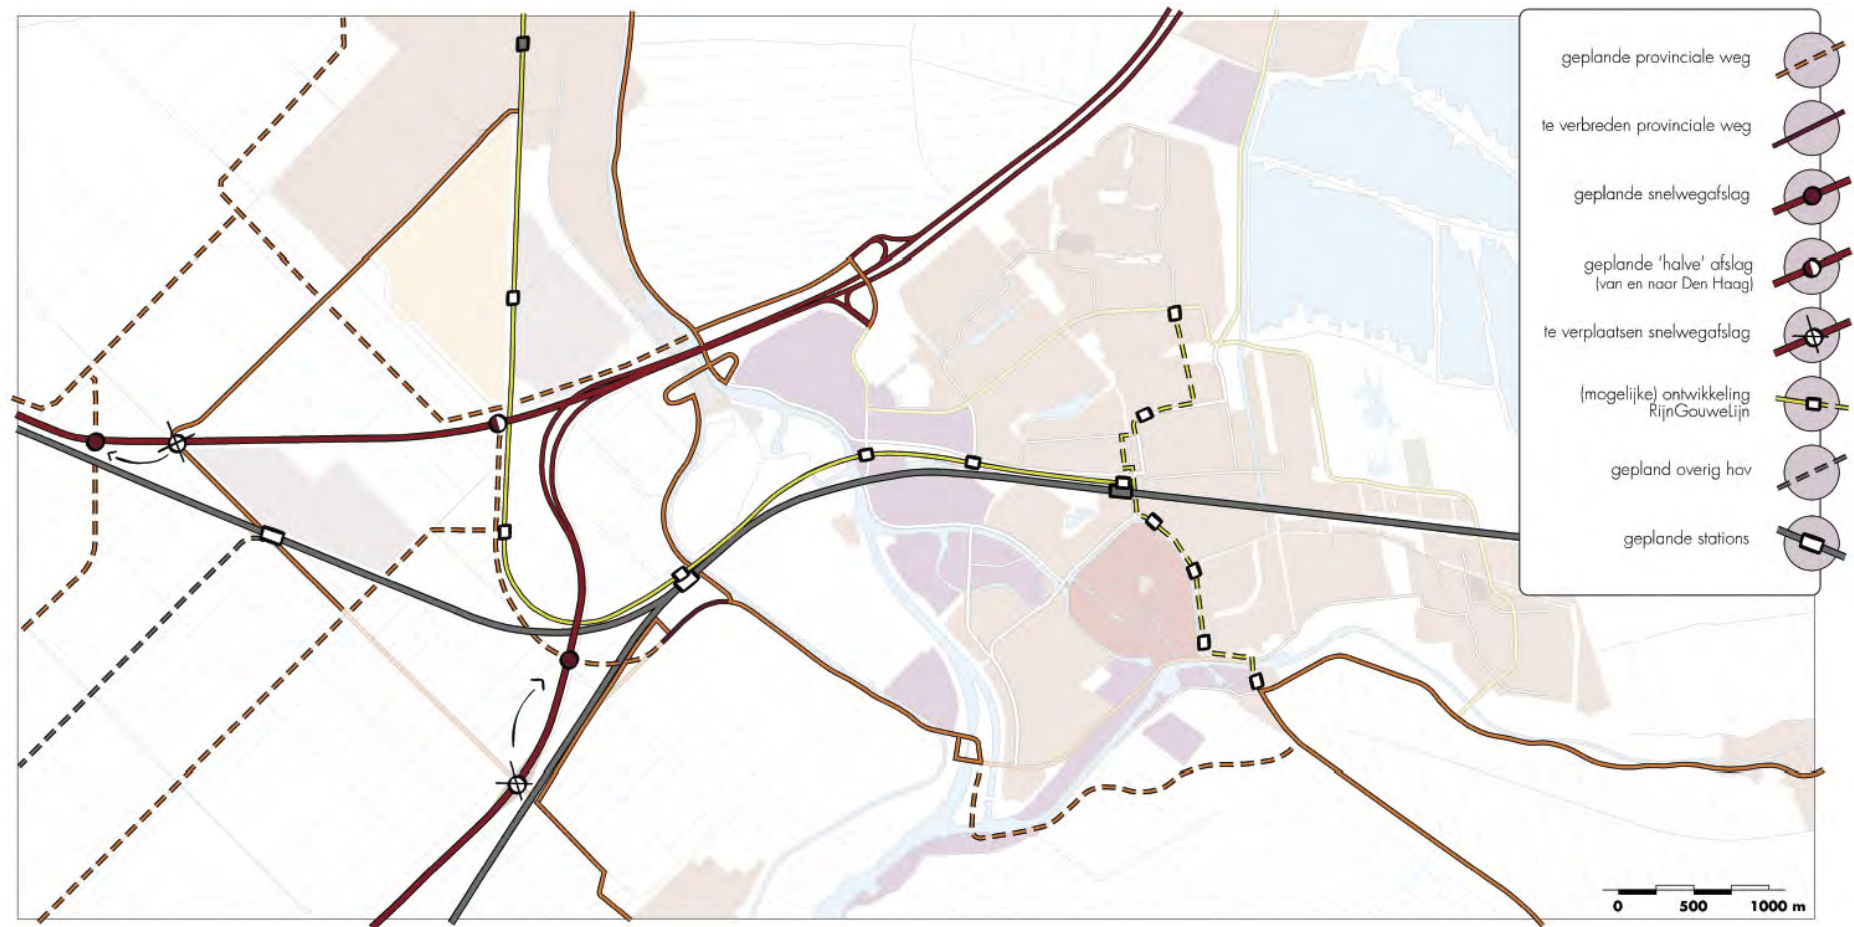 geplande provinciale weg
te verbreden provinciale weg
geplande snelwegafslag
geplande 'halve' afslag
(van en naar Den Haag)
te verplaatsen snelwegafslag
(mogelijke) ontwikkeling
RijnGouweLijn
gepland overig hov
geplande stations
0 500 1000 m